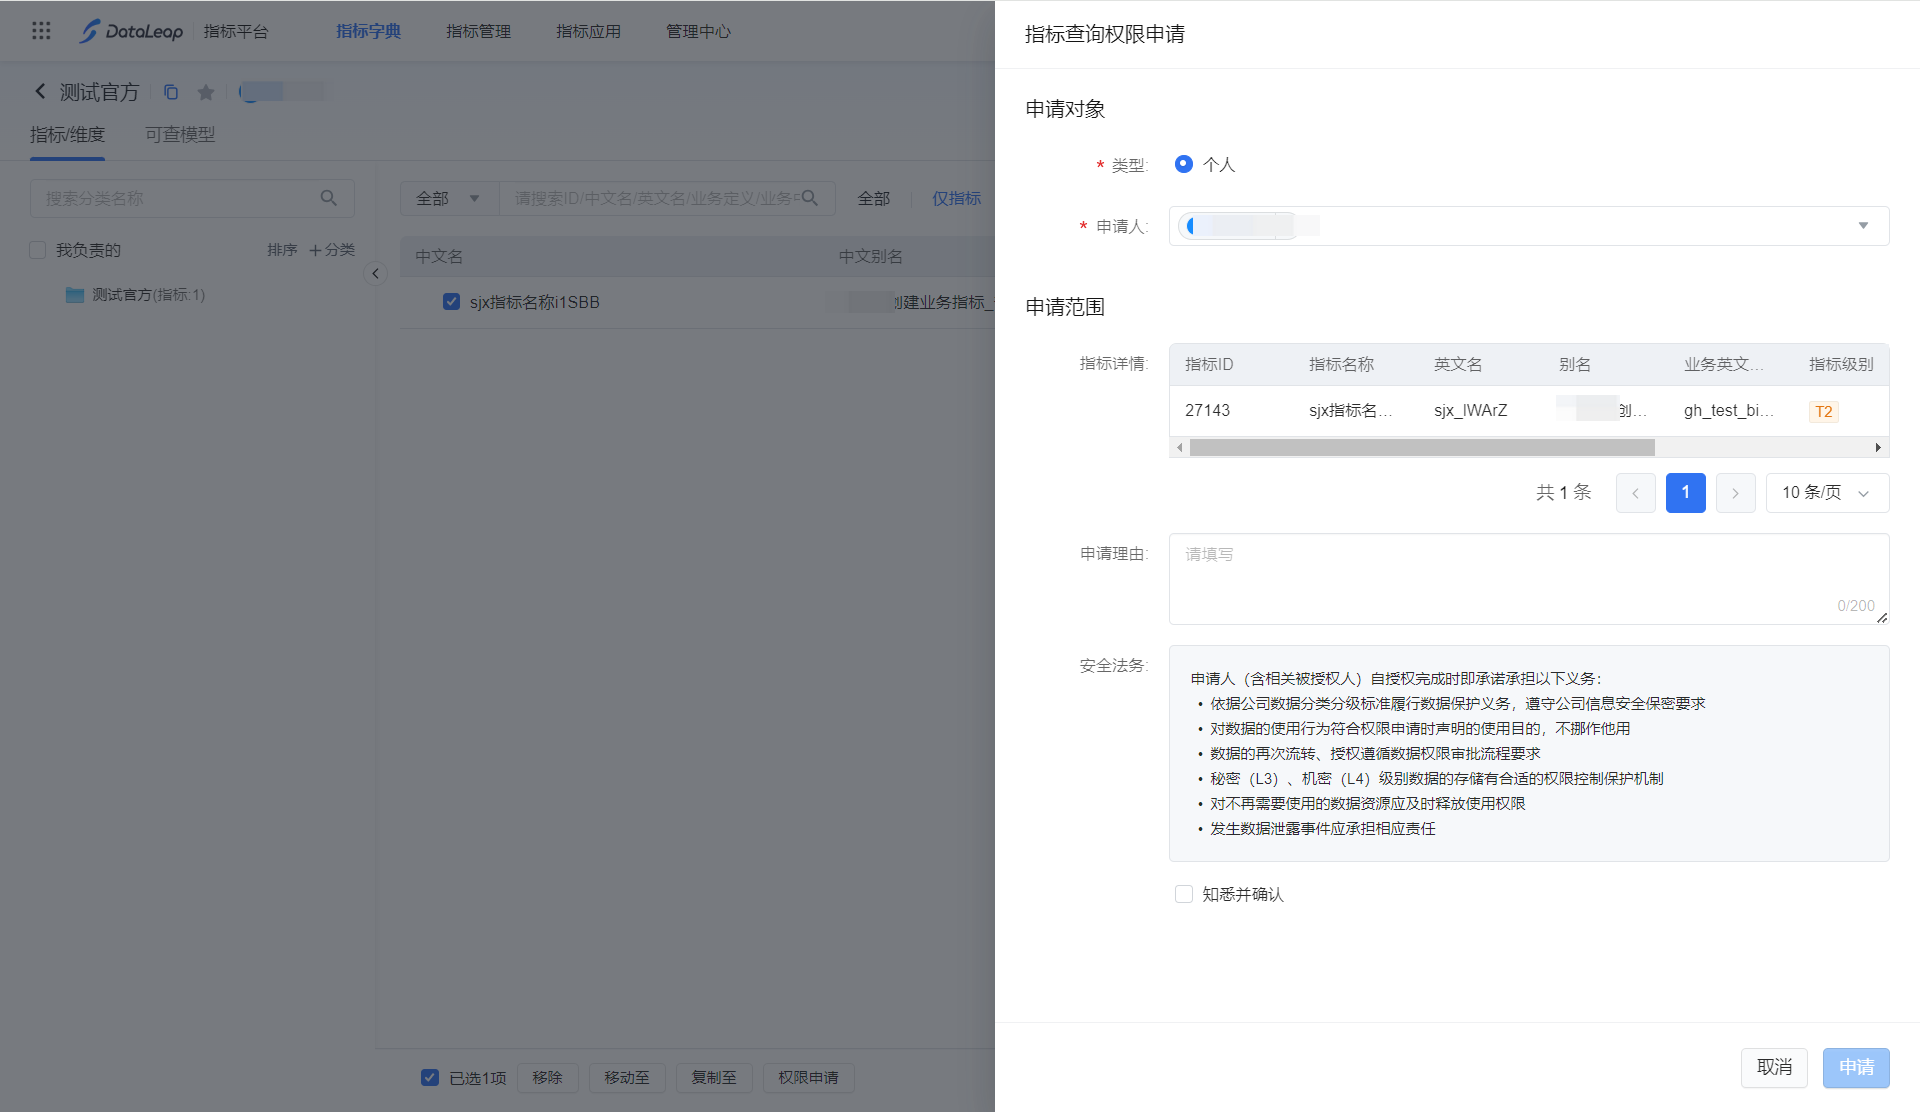 DataLeap 指标平台 指标字典 指标管理 指标应用 管理中心
测试官方
指标/维度 可查模型
搜索分类名称
我负责的 排序 分类
测试官方(指标:1)
全部 请搜索ID/中文名/英文名/业务定义/业务 全部 仅指标
中文名 中文别名
sjx指标名称i1SBB 创建业务指标_
已选1项 移除 移动至 复制至 权限申请
指标查询权限申请
申请对象
* 类型: 个人
* 申请人:
申请范围
指标详情:
指标ID 指标名称 英文名 别名 业务英文... 指标级别
27143 sjx指标名... sjx_IWArZ 创... gh_test_bi... T2
共 1 条 1 10 条/页
申请理由: 请填写
0/200
安全法务:
申请人（含相关被授权人）自授权完成时即承诺承担以下义务：
• 依据公司数据分类分级标准履行数据保护义务，遵守公司信息安全保密要求
• 对数据的使用行为符合权限申请时声明的使用目的，不挪作他用
• 数据的再次流转、授权遵循数据权限审批流程要求
• 秘密（L3）、机密（L4）级别数据的存储有合适的权限控制保护机制
• 对不再需要使用的数据资源应及时释放使用权限
• 发生数据泄露事件应承担相应责任
知悉并确认
取消 申请